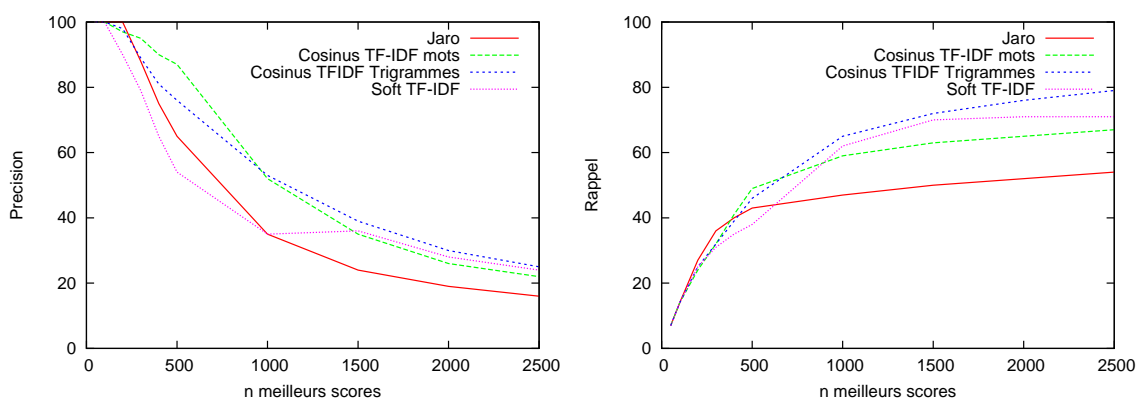 100
80
60
40
20
0
Precision
Jaro
Cosinus TF-IDF mots
Cosinus TFIDF Trigrammes
Soft TF-IDF
0 500 1000 1500 2000 2500
n meilleurs scores
100
80
60
40
20
0
Rappel
Jaro
Cosinus TF-IDF mots
Cosinus TFIDF Trigrammes
Soft TF-IDF
0 500 1000 1500 2000 2500
n meilleurs scores